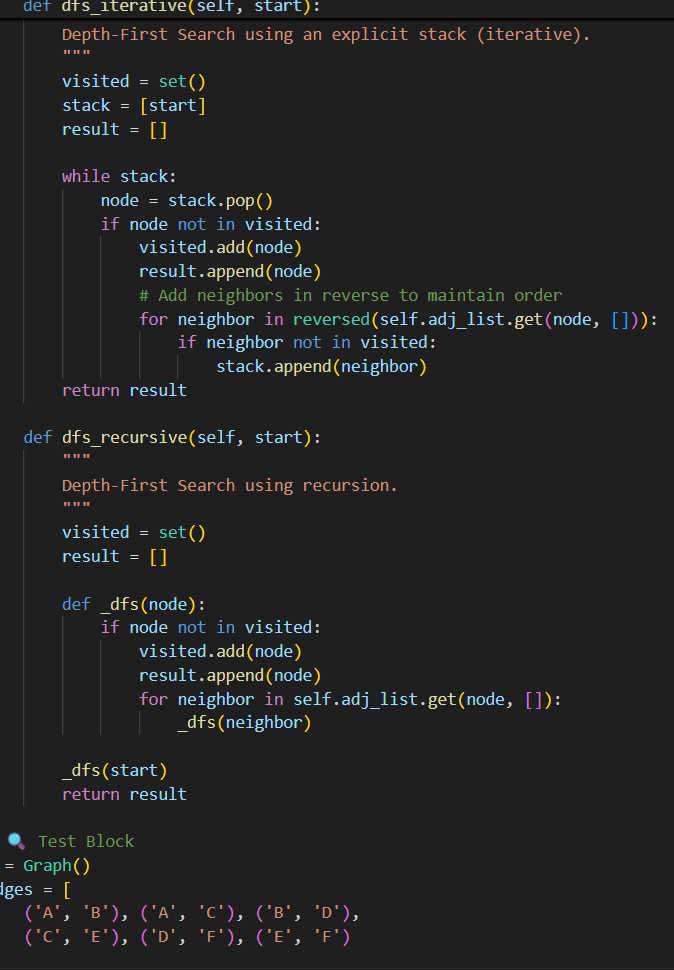 def dfs_iterative(self, start):
    Depth-First Search using an explicit stack (iterative).
    """
    visited = set()
    stack = [start]
    result = []

    while stack:
        node = stack.pop()
        if node not in visited:
            visited.add(node)
            result.append(node)
            # Add neighbors in reverse to maintain order
            for neighbor in reversed(self.adj_list.get(node, [])):
                if neighbor not in visited:
                    stack.append(neighbor)
    return result

def dfs_recursive(self, start):
    """
    Depth-First Search using recursion.
    """
    visited = set()
    result = []

    def _dfs(node):
        if node not in visited:
            visited.add(node)
            result.append(node)
            for neighbor in self.adj_list.get(node, []):
                _dfs(neighbor)

    _dfs(start)
    return result

🔍 Test Block
= Graph()
dges = [
('A', 'B'), ('A', 'C'), ('B', 'D'),
('C', 'E'), ('D', 'F'), ('E', 'F')